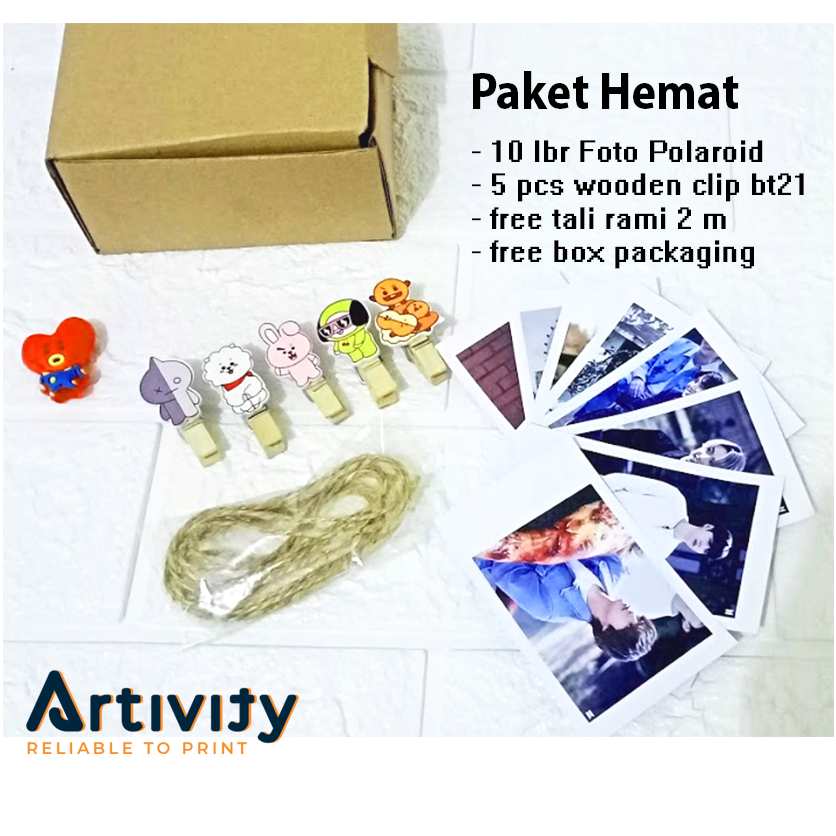 Paket Hemat
- 10 lbr Foto Polaroid
- 5 pcs wooden clip bt21
- free tali rami 2 m
- free box packaging
Artivity
RELIABLE TO PRINT